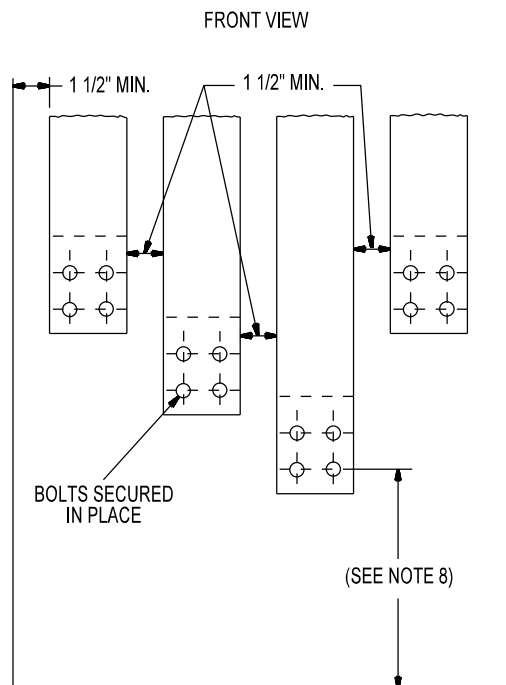 FRONT VIEW
1 1/2" MIN.
1 1/2" MIN.
BOLTS SECURED
IN PLACE
(SEE NOTE 8)